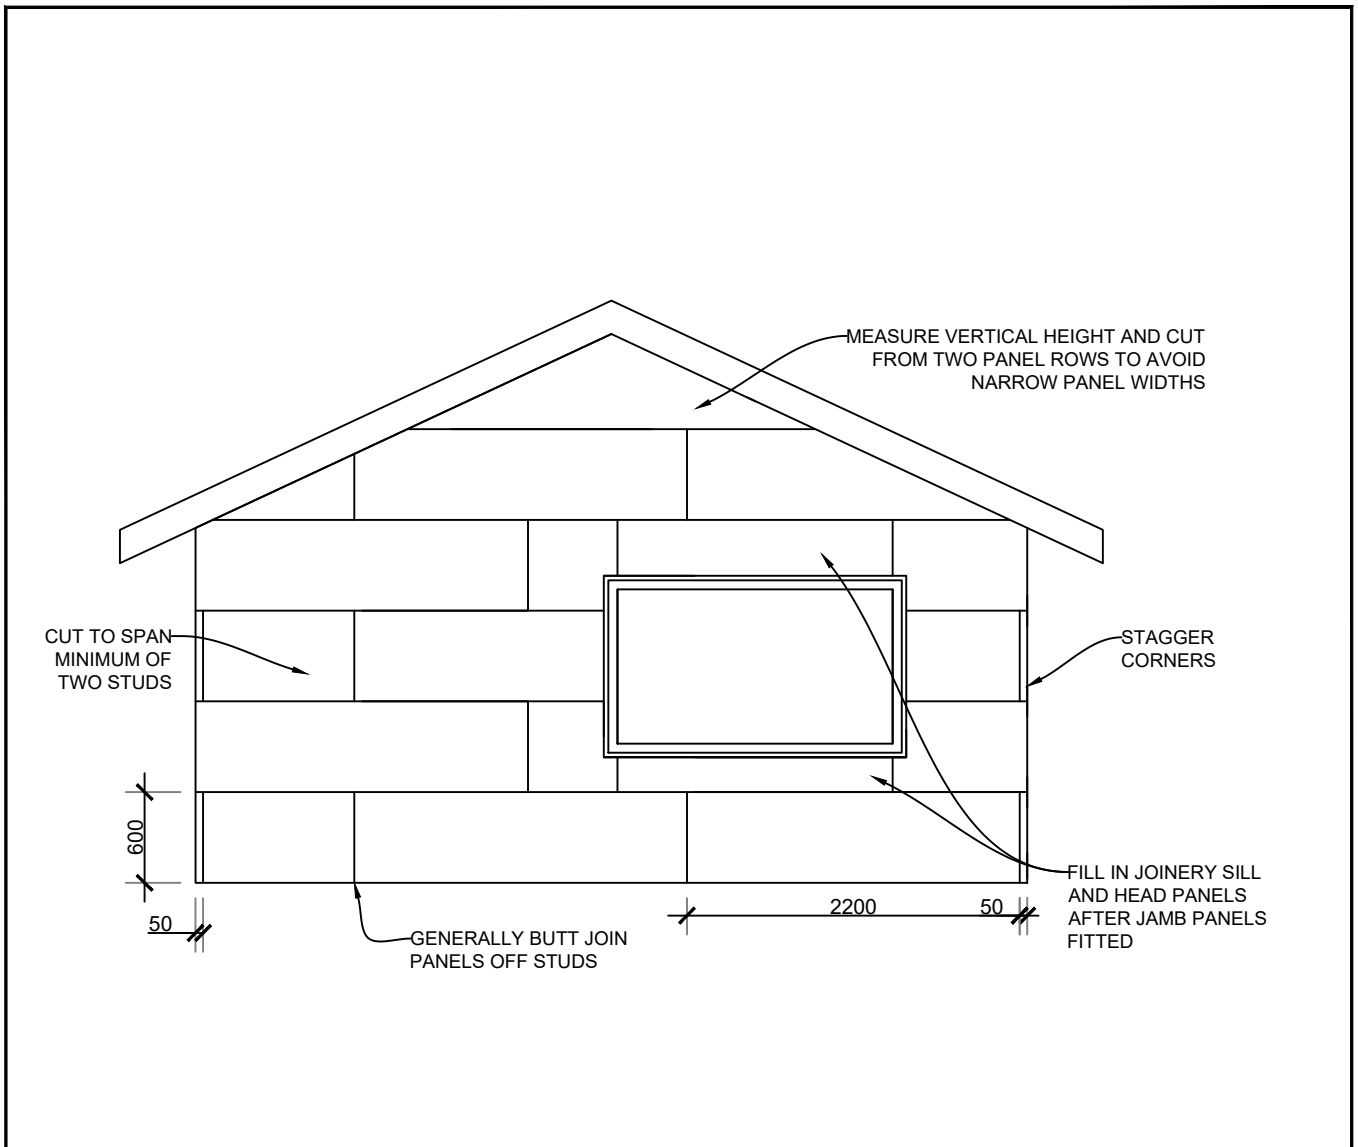 MEASURE VERTICAL HEIGHT AND CUT
FROM TWO PANEL ROWS TO AVOID
NARROW PANEL WIDTHS
CUT TO SPAN
MINIMUM OF
TWO STUDS
STAGGER
CORNERS
600
FILL IN JOINERY SILL
AND HEAD PANELS
AFTER JAMB PANELS
FITTED
50
2200
50
GENERALLY BUTT JOIN
PANELS OFF STUDS